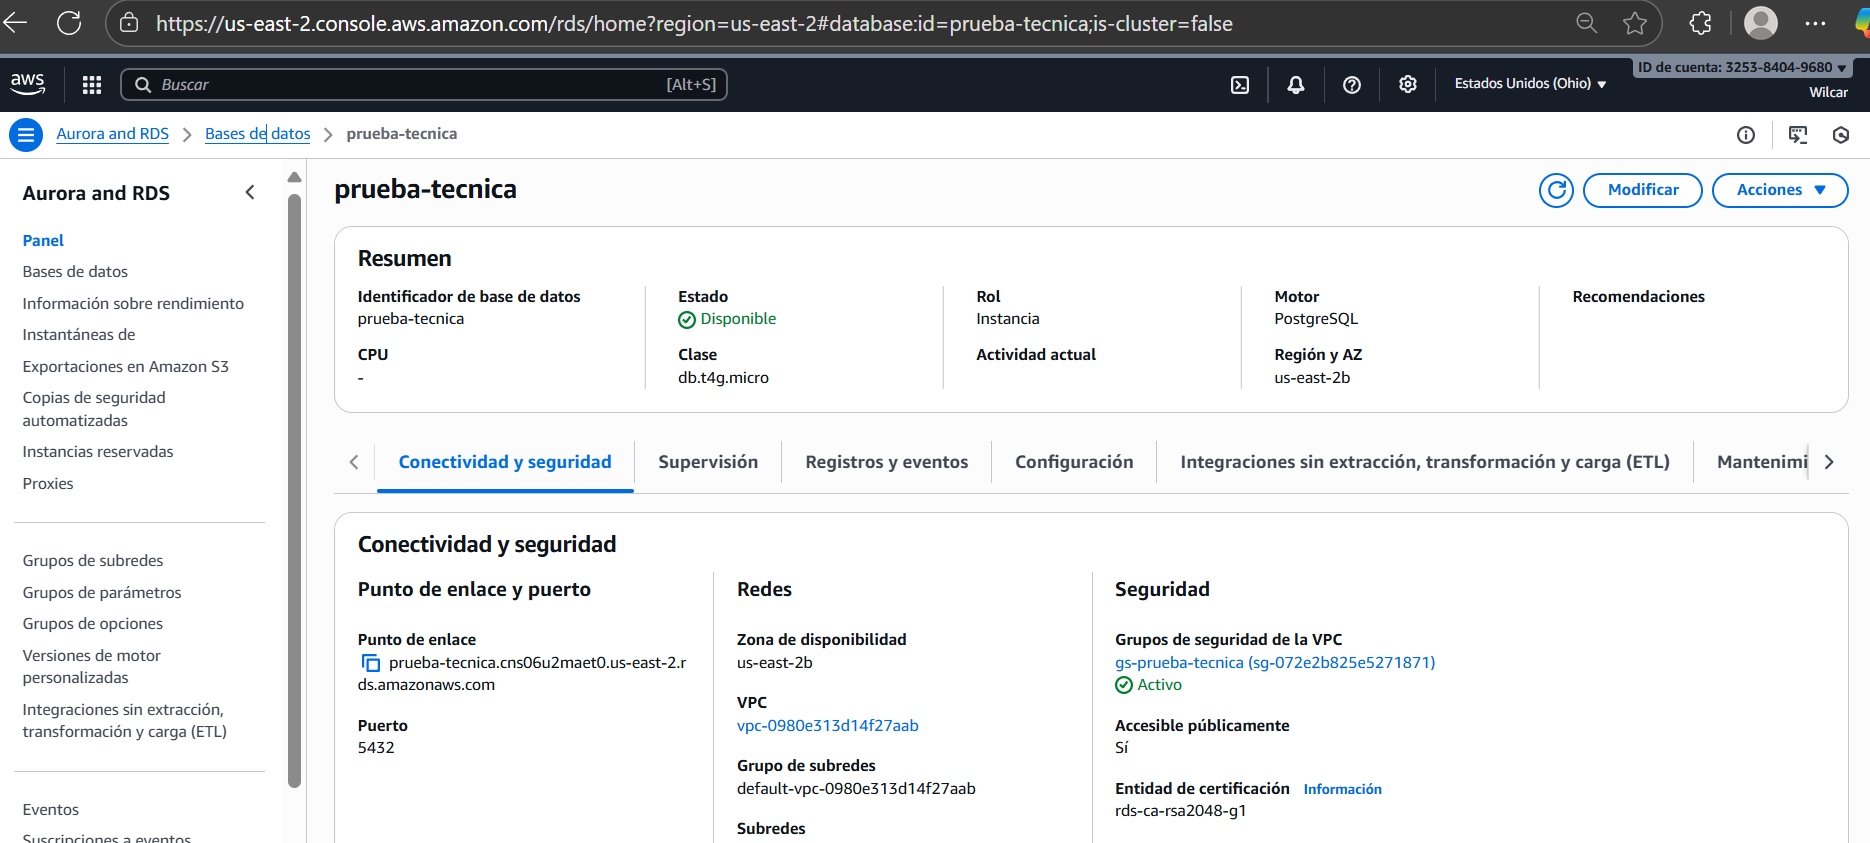 https://us-east-2.console.aws.amazon.com/rds/home?region=us-east-2#database:id=prueba-tecnica;is-cluster=false
aws
Buscar
[Alt+S]
Estados Unidos (Ohio)
ID de cuenta: 3253-8404-9680
Wilcar
Aurora and RDS
Bases de datos
prueba-tecnica
Aurora and RDS
Panel
Bases de datos
Información sobre rendimiento
Instantáneas de
Exportaciones en Amazon S3
Copias de seguridad
automatizadas
Instancias reservadas
Proxies
Grupos de subredes
Grupos de parámetros
Grupos de opciones
Versiones de motor
personalizadas
Integraciones sin extracción,
transformación y carga (ETL)
Eventos
Suscripciones a eventos
prueba-tecnica
Modificar
Acciones
Resumen
Identificador de base de datos
prueba-tecnica
CPU
-
Estado
Disponible
Clase
db.t4g.micro
Rol
Instancia
Actividad actual
Motor
PostgreSQL
Región y AZ
us-east-2b
Recomendaciones
Conectividad y seguridad
Supervisión
Registros y eventos
Configuración
Integraciones sin extracción, transformación y carga (ETL)
Mantenimi
Conectividad y seguridad
Punto de enlace y puerto
Punto de enlace
prueba-tecnica.cns06u2maet0.us-east-2.r
ds.amazonaws.com
Puerto
5432
Redes
Zona de disponibilidad
us-east-2b
VPC
vpc-0980e313d14f27aab
Grupo de subredes
default-vpc-0980e313d14f27aab
Subredes
Seguridad
Grupos de seguridad de la VPC
gs-prueba-tecnica (sg-072e2b825e5271871)
Activo
Accesible públicamente
Sí
Entidad de certificación
Información
rds-ca-rsa2048-g1